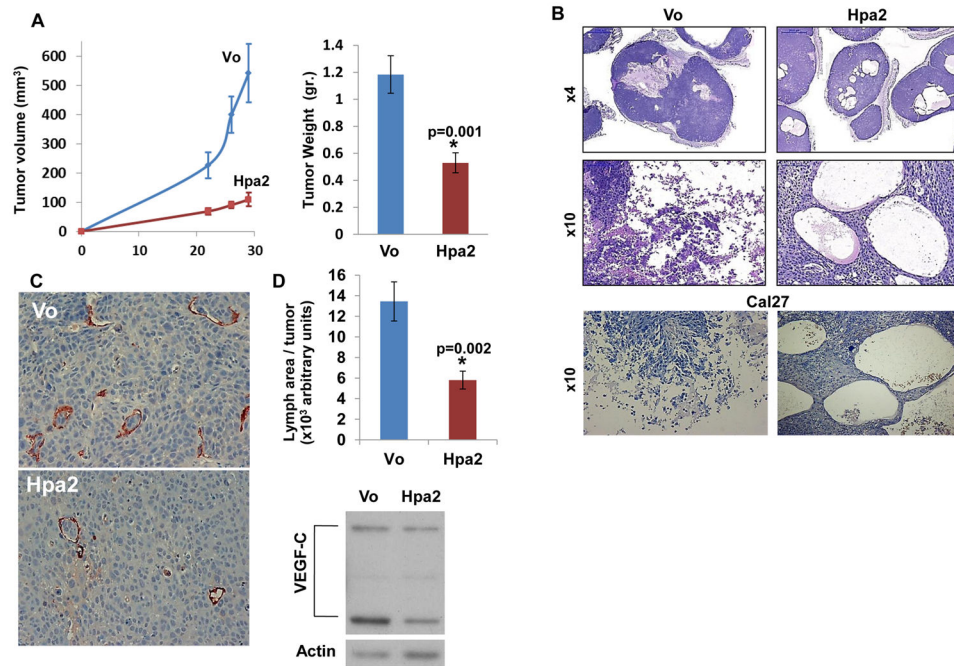 A
Tumor volume (mm³)
600
500
400
300
200
100
0
0
10
20
30
Vo
Hpa2
Tumor Weight (gr.)
1.4
1.2
1
0.8
0.6
0.4
0.2
0
p=0.001
*
Vo
Hpa2
B
Vo
Hpa2
x4
x10
Cal27
x10
C
Vo
Hpa2
D
Lymph area / tumor
(x10³ arbitrary units)
16
14
12
10
8
6
4
2
0
p=0.002
*
Vo
Hpa2
Vo
Hpa2
VEGF-C
Actin